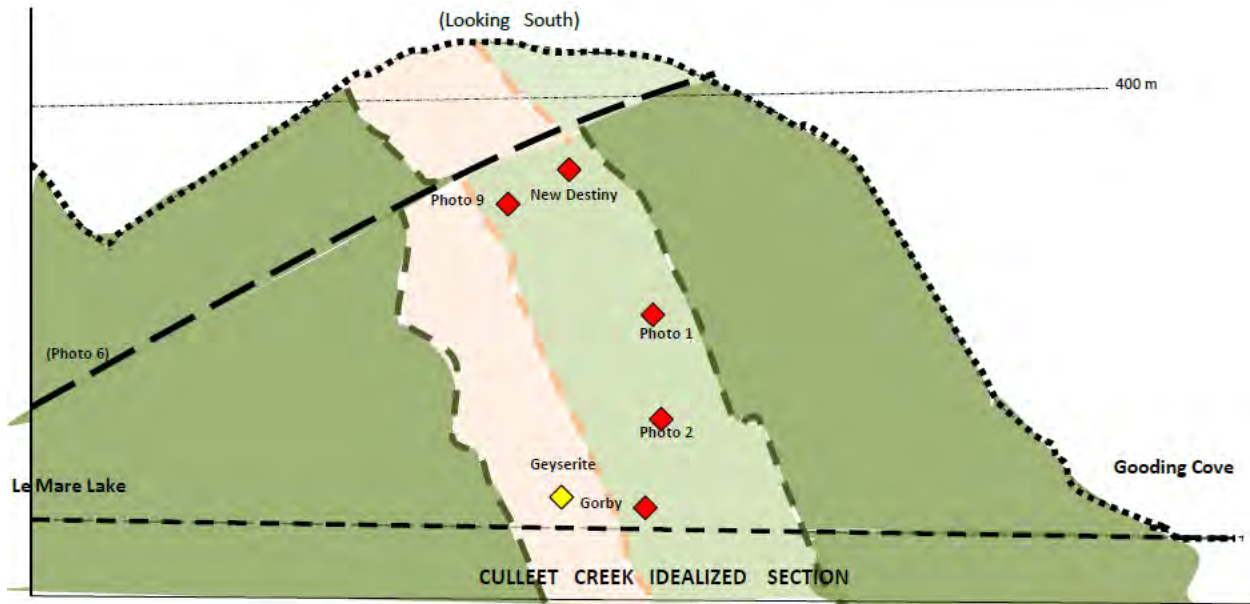 (Looking South)
400 m
New Destiny
Photo 9
Photo 1
(Photo 6)
Photo 2
Geyserite
Gooding Cove
Le Mare Lake
Gorby
CULLEET CREEK IDEALIZED SECTION